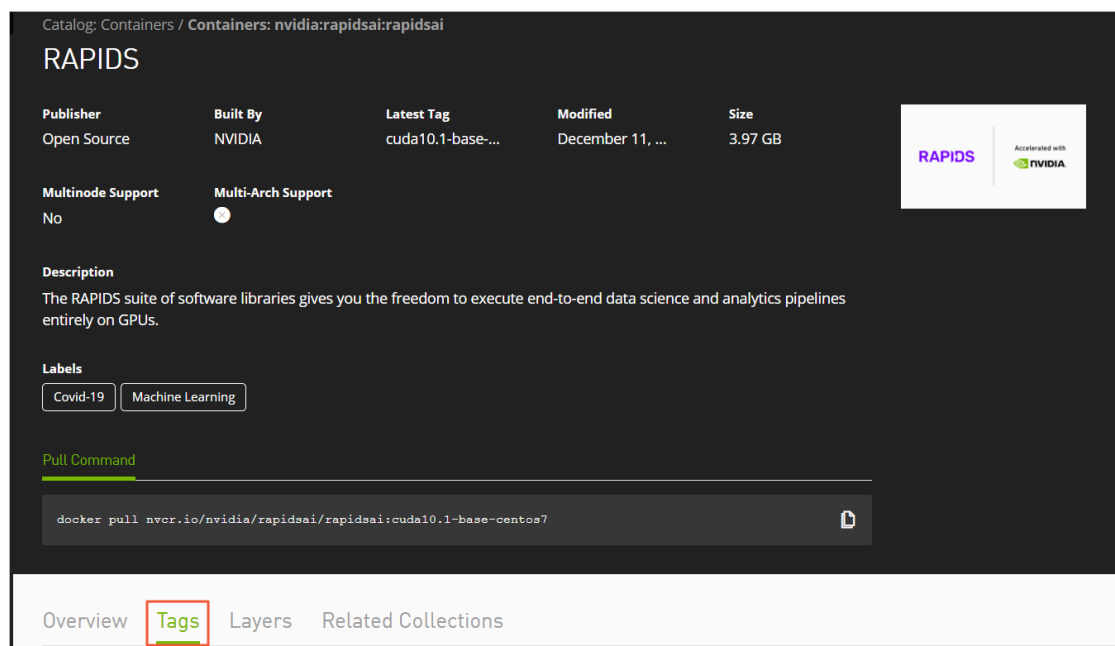 Catalog: Containers / Containers: nvidia:rapidsai:rapidsai
RAPIDS
Publisher Built By Latest Tag Modified Size
Open Source NVIDIA cuda10.1-base-... December 11, ... 3.97 GB
RAPIDS Accelerated with NVIDIA.
Multinode Support Multi-Arch Support
No
Description
The RAPIDS suite of software libraries gives you the freedom to execute end-to-end data science and analytics pipelines
entirely on GPUs.
Labels
Covid-19 Machine Learning
Pull Command
docker pull nvcr.io/nvidia/rapidsai/rapidsai:cuda10.1-base-centos7
Overview Tags Layers Related Collections